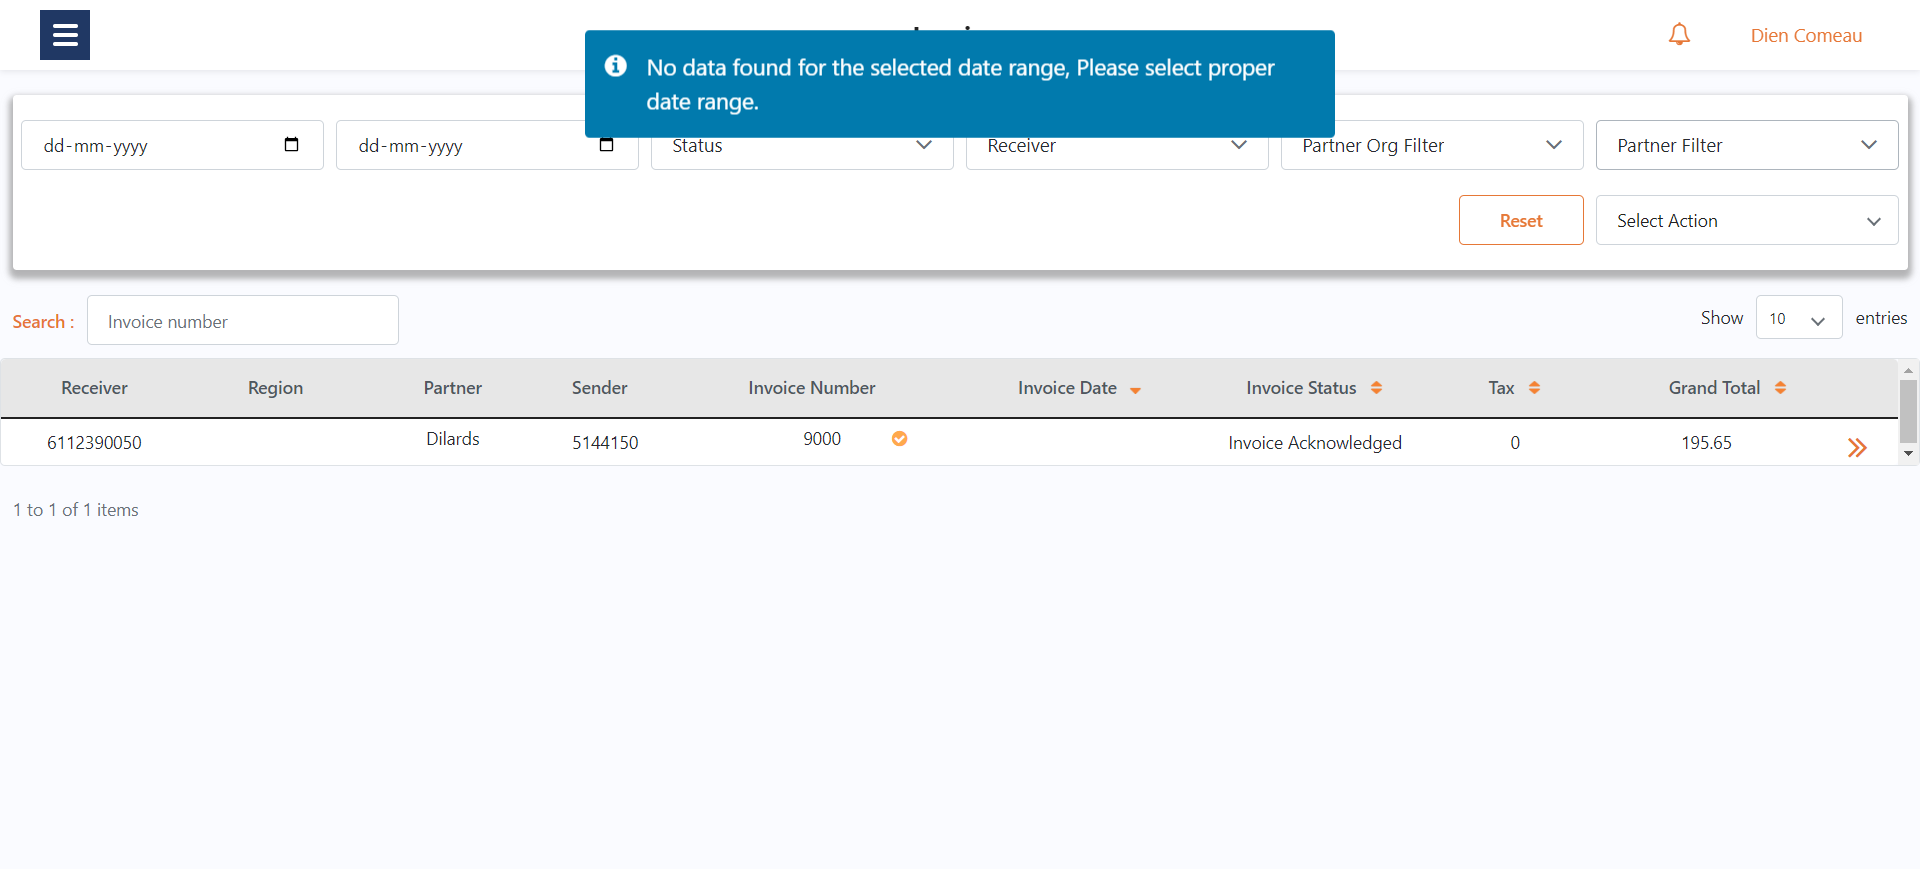 Dien Comeau
No data found for the selected date range, Please select proper
date range.
dd-mm-yyyy dd-mm-yyyy Status Receiver Partner Org Filter Partner Filter
Reset Select Action
Search : Invoice number Show 10 entries
Receiver Region Partner Sender Invoice Number Invoice Date Invoice Status Tax Grand Total
6112390050 Dilards 5144150 9000 Invoice Acknowledged 0 195.65
1 to 1 of 1 items